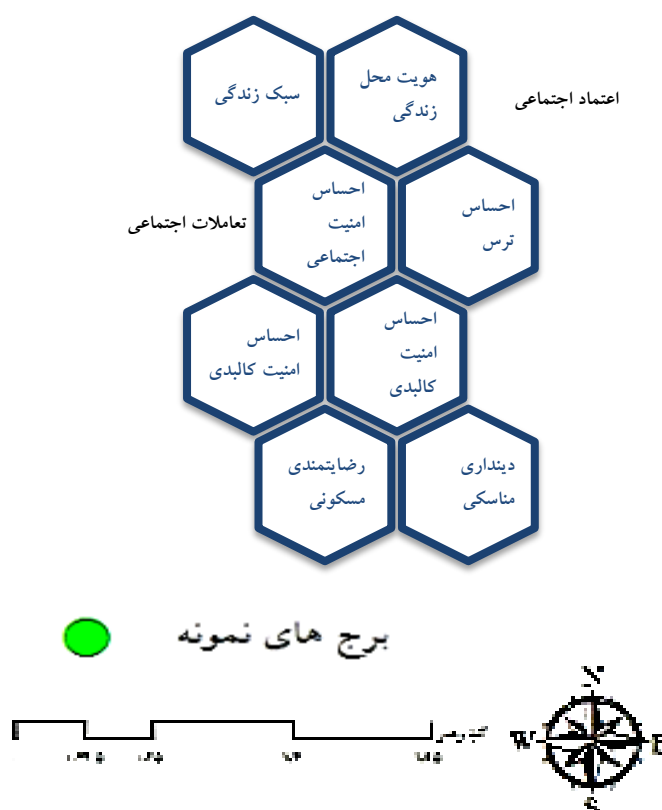 هویت محل
زندگی
سبک زندگی
اعتماد اجتماعی
احساس
ترس
احساس
امنیت
اجتماعی
تعاملات اجتماعی
احساس
امنیت
کالبدی
احساس
امنیت کالبدی
دینداری
مناسکی
رضایتمندی
مسکونی
برج های نمونه
N
W
E
S